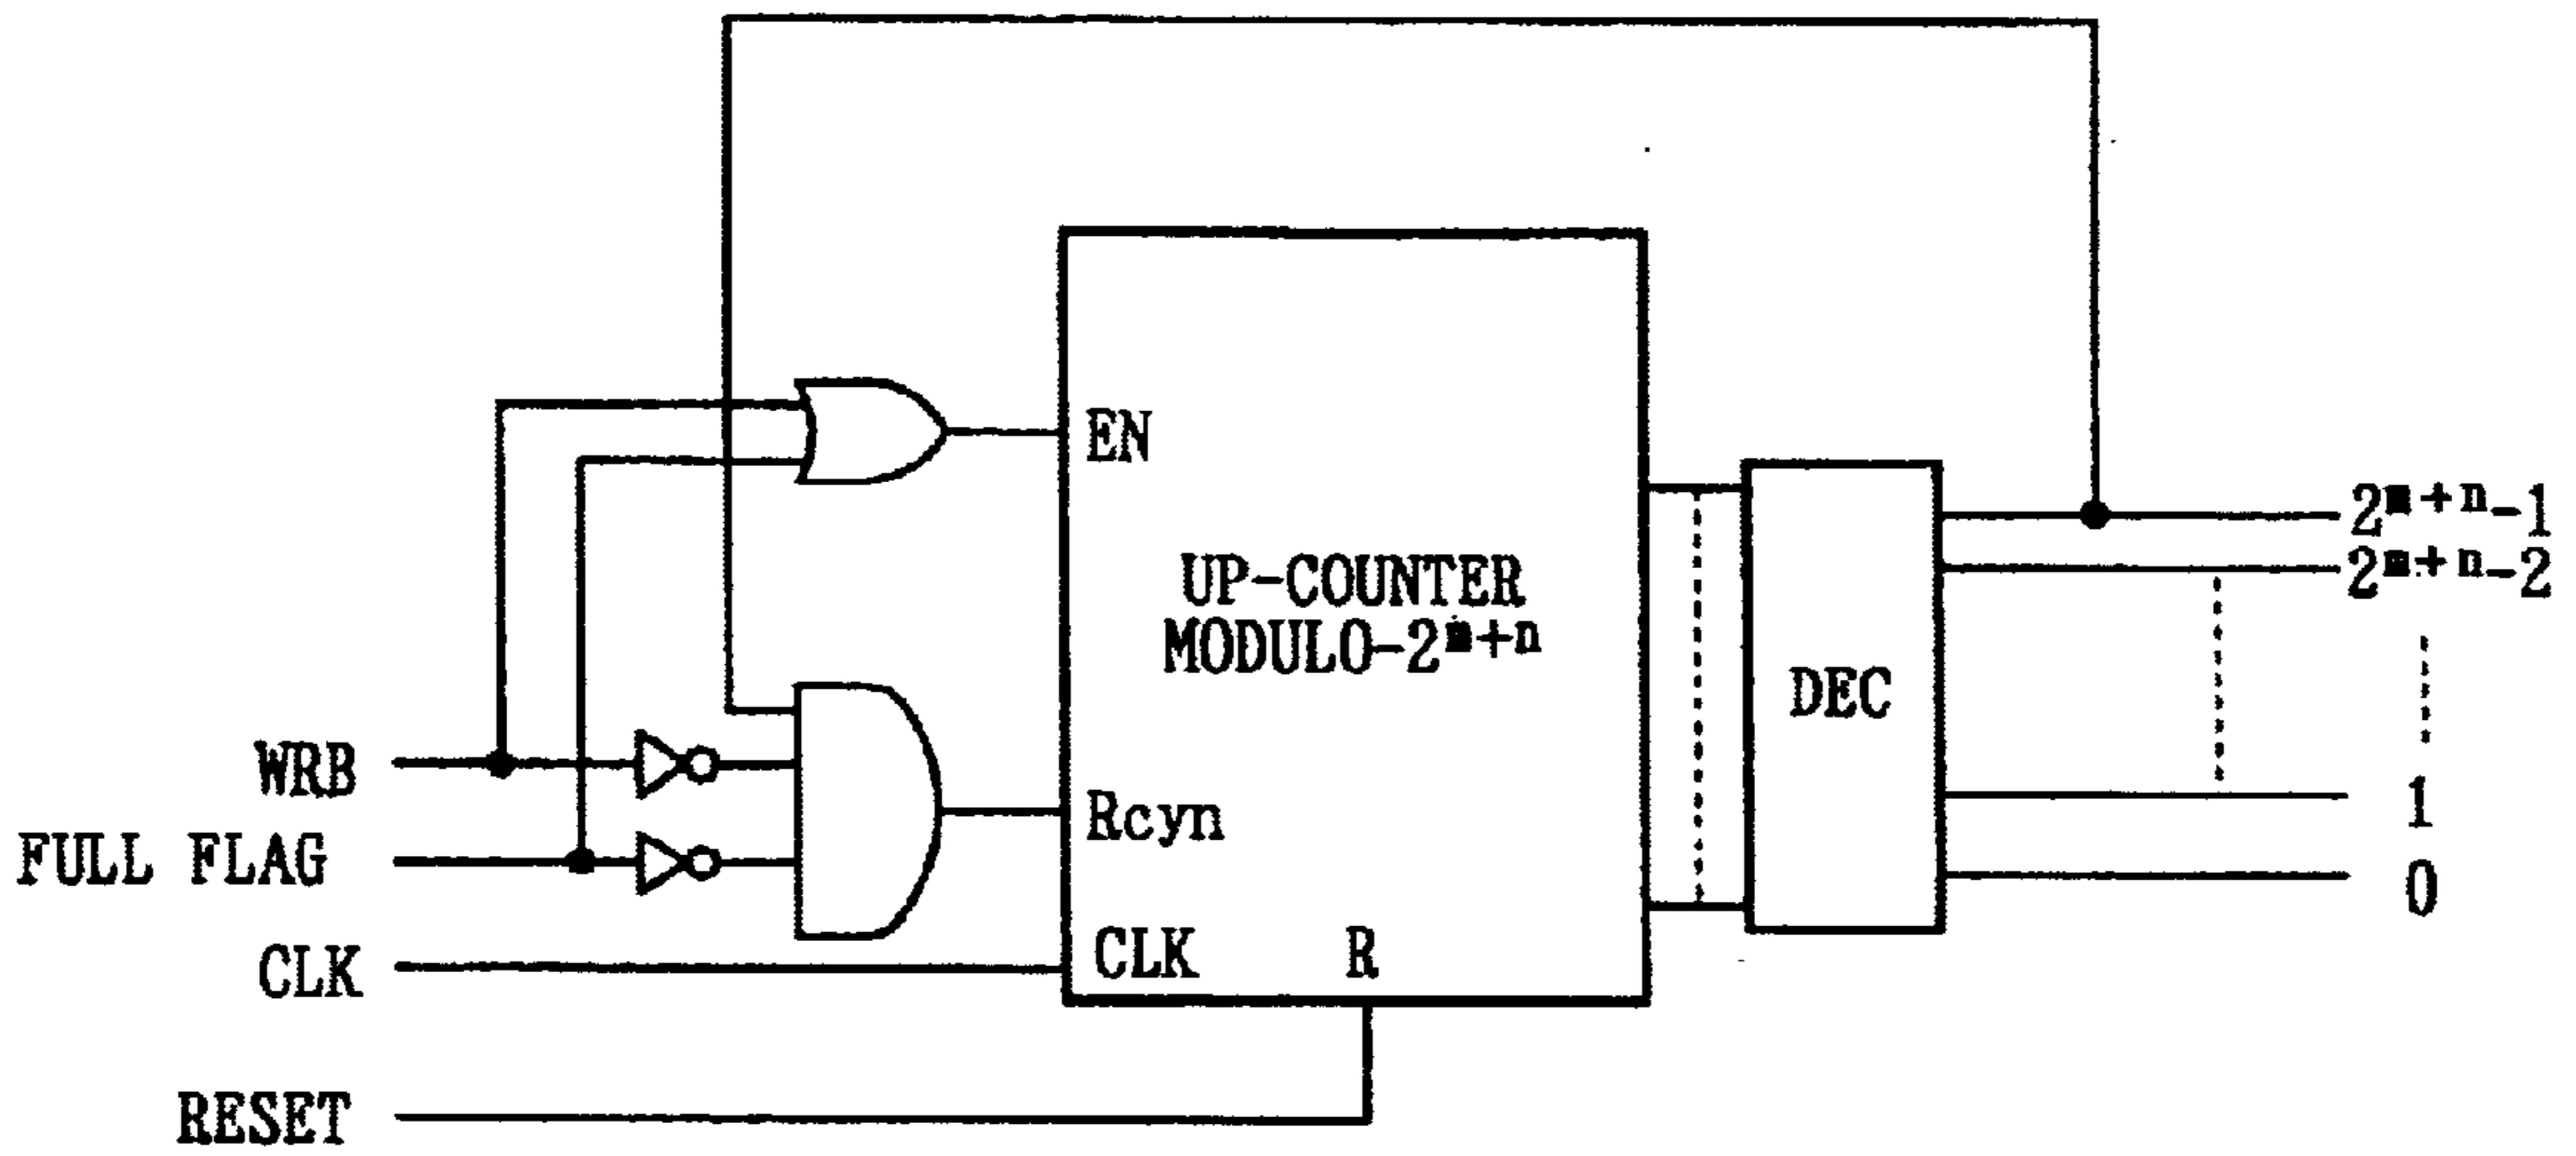 EN
2ᵐ⁺ⁿ-1
2ᵐ⁺ⁿ-2
UP-COUNTER
MODULO-2ᵐ⁺ⁿ
DEC
WRB
Rcyn
1
FULL FLAG
0
CLK
CLK R
RESET